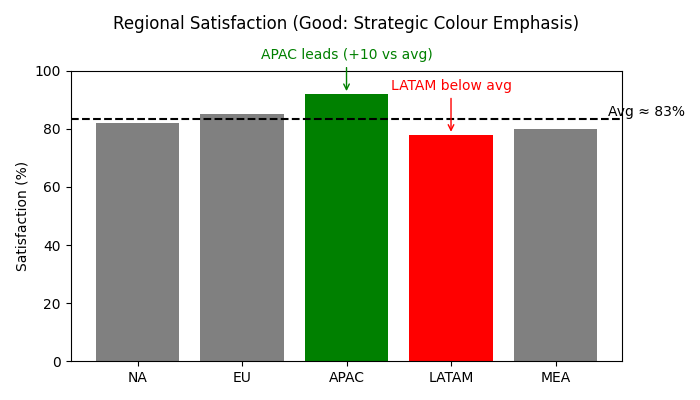 Regional Satisfaction (Good: Strategic Colour Emphasis)
APAC leads (+10 vs avg)
LATAM below avg
Avg ≈ 83%
Satisfaction (%)
100
80
60
40
20
0
NA
EU
APAC
LATAM
MEA